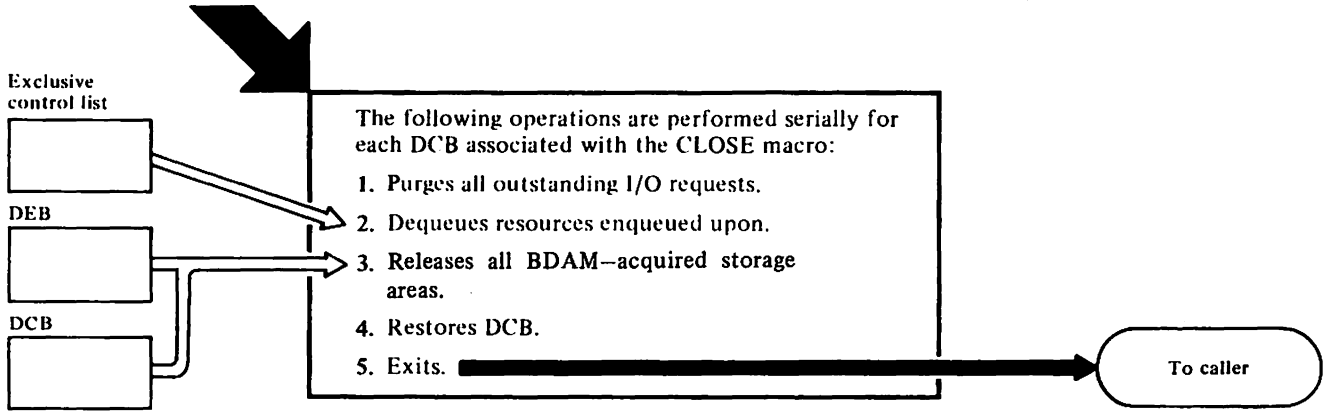 Exclusive
control list
DEB
DCB
The following operations are performed serially for
each DCB associated with the CLOSE macro:
1. Purges all outstanding I/O requests.
2. Dequeues resources enqueued upon.
3. Releases all BDAM—acquired storage
areas.
4. Restores DCB.
5. Exits.
To caller